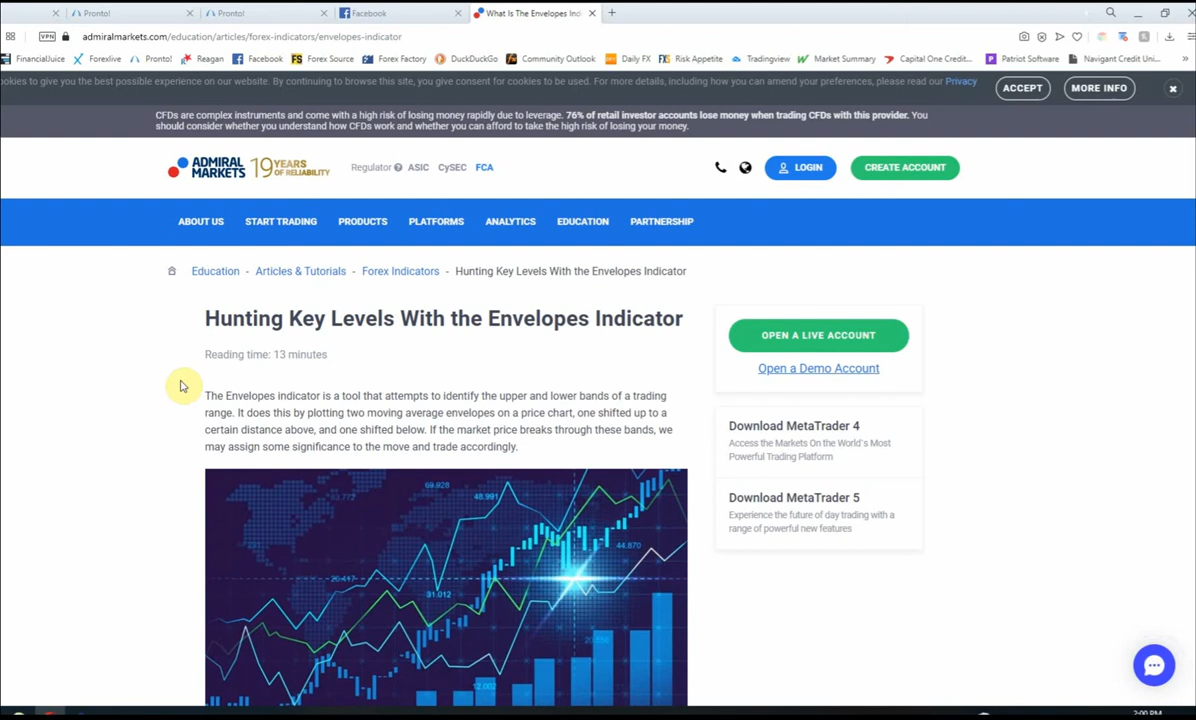 Pronto!
Pronto!
Facebook
What Is The Envelopes Ind
VPN
admiralmarkets.com/education/articles/forex-indicators/envelopes-indicator
FinancialJuice Forexlive Pronto! Reagan Facebook Forex Source Forex Factory DuckDuckGo Community Outlook Daily FX Risk Appetite Tradingview Market Summary Capital One Credit... Patriot Software Navigant Credit Uni...
ookies to give you the best possible experience on our website. By continuing to browse this site, you give consent for cookies to be used. For more details, including how you can amend your preferences, please read our Privacy
ACCEPT
MORE INFO
CFDs are complex instruments and come with a high risk of losing money rapidly due to leverage. 76% of retail investor accounts lose money when trading CFDs with this provider. You
should consider whether you understand how CFDs work and whether you can afford to take the high risk of losing your money.
ADMIRAL
MARKETS
19 YEARS
OF RELIABILITY
Regulator ASIC CySEC FCA
LOGIN
CREATE ACCOUNT
ABOUT US START TRADING PRODUCTS PLATFORMS ANALYTICS EDUCATION PARTNERSHIP
Education - Articles & Tutorials - Forex Indicators - Hunting Key Levels With the Envelopes Indicator
Hunting Key Levels With the Envelopes Indicator
Reading time: 13 minutes
The Envelopes indicator is a tool that attempts to identify the upper and lower bands of a trading
range. It does this by plotting two moving average envelopes on a price chart, one shifted up to a
certain distance above, and one shifted below. If the market price breaks through these bands, we
may assign some significance to the move and trade accordingly.
OPEN A LIVE ACCOUNT
Open a Demo Account
Download MetaTrader 4
Access the Markets On the World's Most
Powerful Trading Platform
Download MetaTrader 5
Experience the future of day trading with a
range of powerful new features
69.928
48.991
44.870
20.417
31.012
12.002